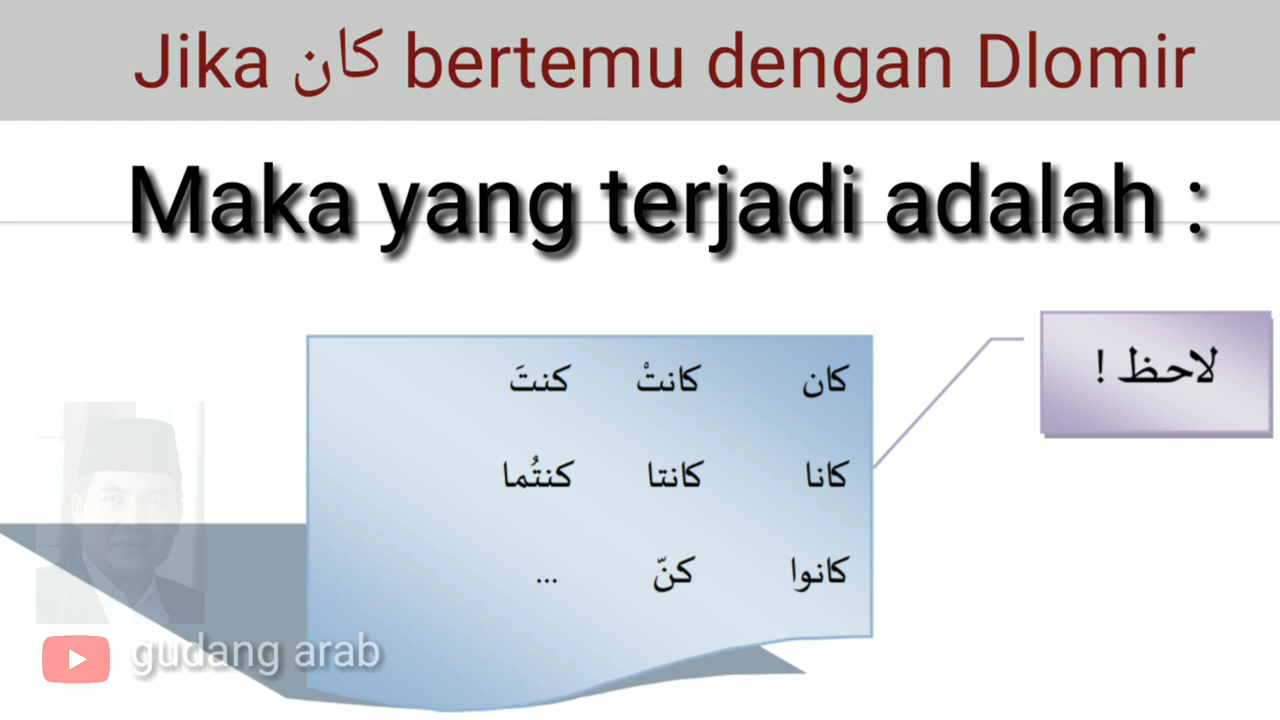 Jika كان bertemu dengan Dlomir
Maka yang terjadi adalah :
لاحظ !
كان كانتْ كنتَ
كانا كانتا كنتُما
كانوا كنّ ...
gudang arab